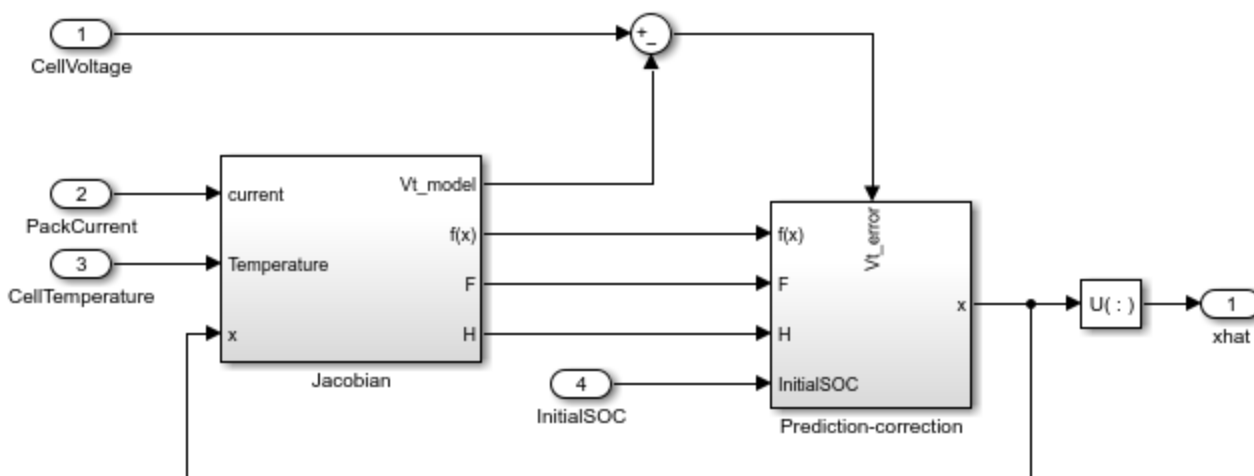 1
CellVoltage
+
-
2
PackCurrent
3
CellTemperature
current
Temperature
x
Vt_model
f(x)
F
H
Jacobian
4
InitialSOC
Vt_error
f(x)
F
H
InitialSOC
x
Prediction-correction
U( : )
1
xhat